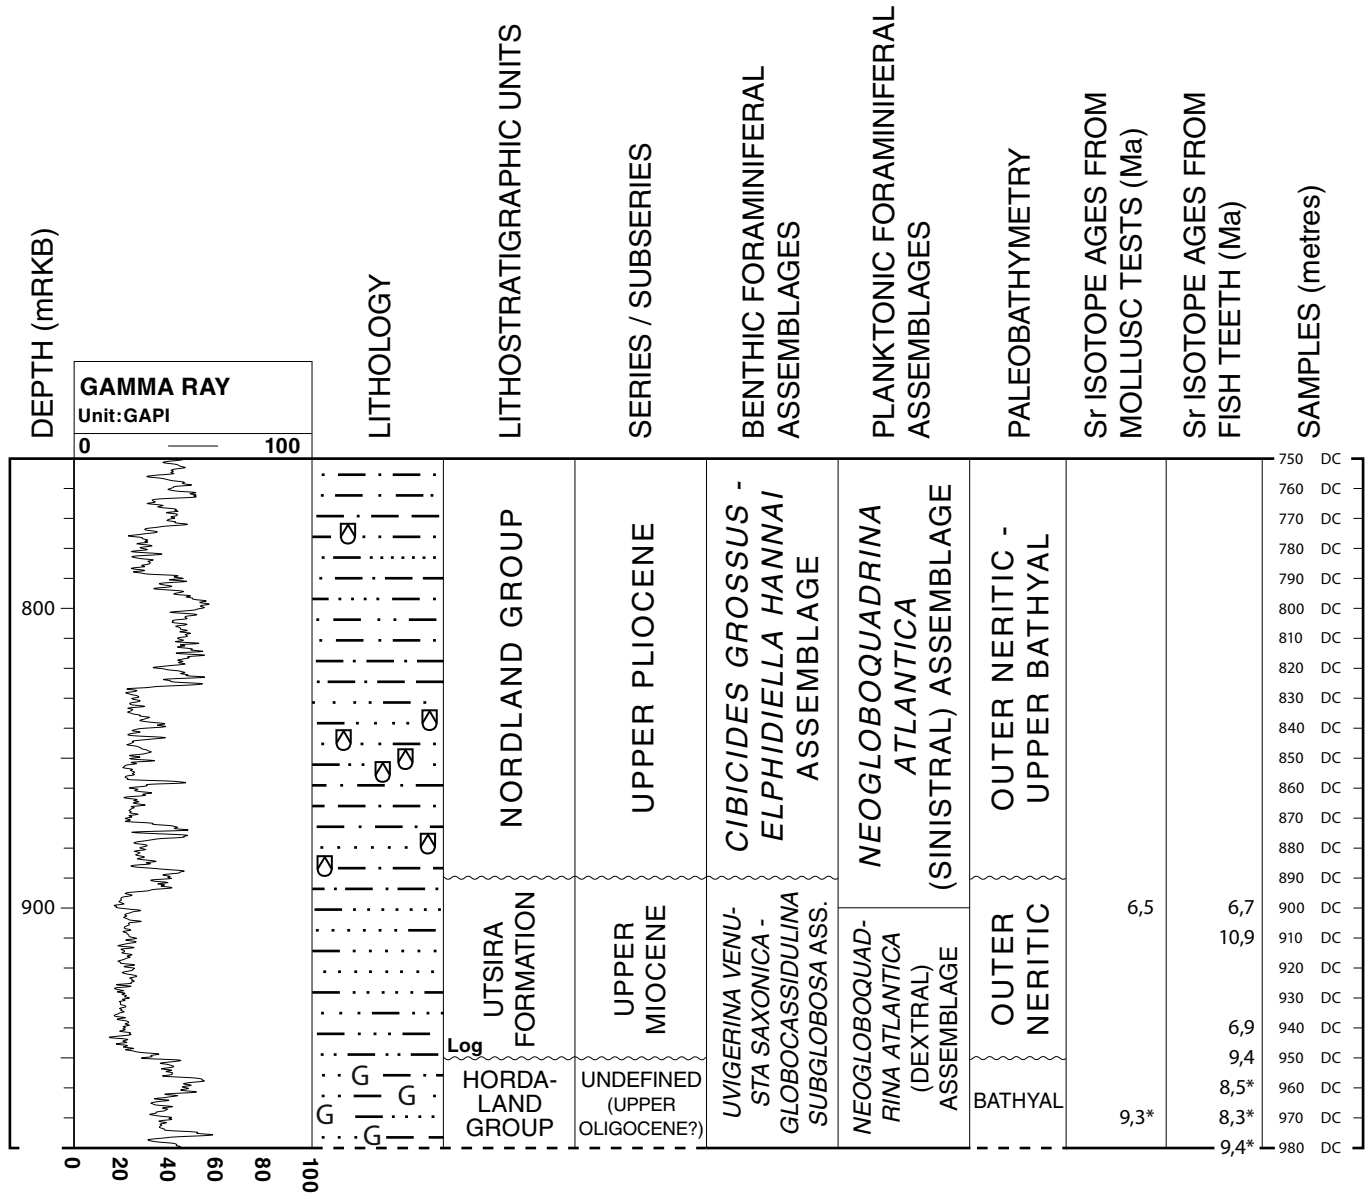 DEPTH (mRKB)
GAMMA RAY
Unit:GAPI
0 100
LITHOLOGY
LITHOSTRATIGRAPHIC UNITS
SERIES / SUBSERIES
BENTHIC FORAMINIFERAL
ASSEMBLAGES
PLANKTONIC FORAMINIFERAL
ASSEMBLAGES
PALEOBATHYMETRY
Sr ISOTOPE AGES FROM
MOLLUSC TESTS (Ma)
Sr ISOTOPE AGES FROM
FISH TEETH (Ma)
SAMPLES (metres)
800
900
0
20
40
60
80
100
G
G
G
G
NORDLAND GROUP
UTSIRA
FORMATION
Log
HORDA-
LAND
GROUP
UPPER PLIOCENE
UPPER
MIOCENE
UNDEFINED
(UPPER
OLIGOCENE?)
CIBICIDES GROSSUS -
ELPHIDIELLA HANNAI
ASSEMBLAGE
UVIGERINA VENU-
STA SAXONICA -
GLOBOCASSIDULINA
SUBGLOBOSA ASS.
NEOGLOBOQUADRINA
ATLANTICA
(SINISTRAL) ASSEMBLAGE
NEOGLOBOQUAD-
RINA ATLANTICA
(DEXTRAL)
ASSEMBLAGE
OUTER NERITIC -
UPPER BATHYAL
OUTER
NERITIC
BATHYAL
6,5
9,3*
6,7
10,9
6,9
9,4
8,5*
8,3*
9,4*
750 DC
760 DC
770 DC
780 DC
790 DC
800 DC
810 DC
820 DC
830 DC
840 DC
850 DC
860 DC
870 DC
880 DC
890 DC
900 DC
910 DC
920 DC
930 DC
940 DC
950 DC
960 DC
970 DC
980 DC